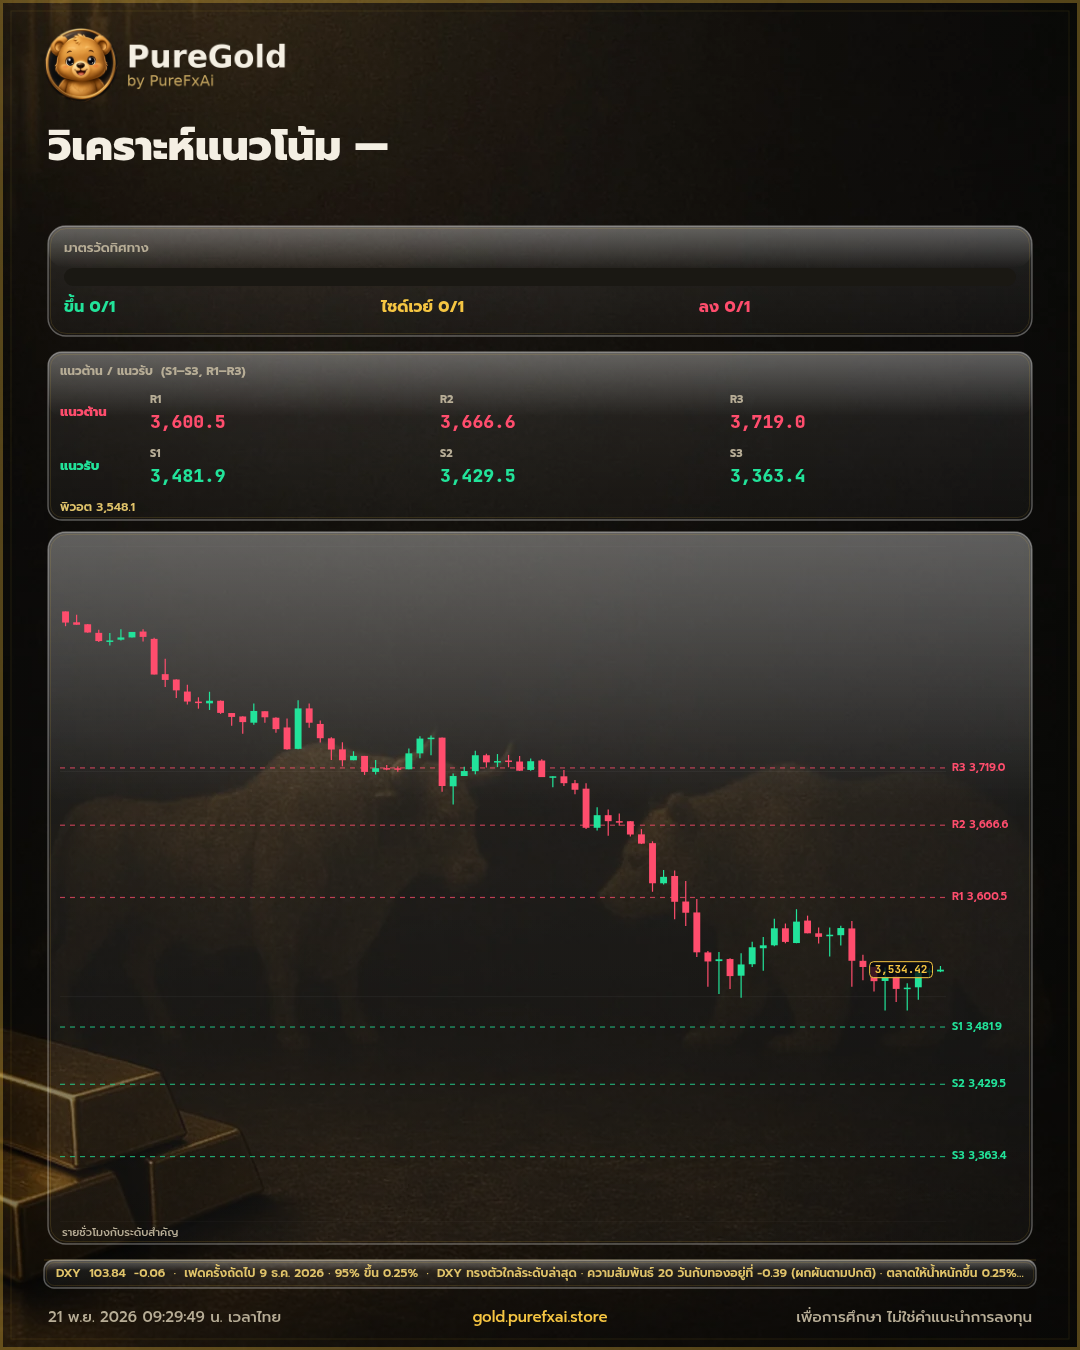 PureGold
by PureFxAi
วิเคราะห์แนวโน้ม —
มาตรวัดทิศทาง
ขึ้น 0/1 ไซด์เวย์ 0/1 ลง 0/1
แนวต้าน / แนวรับ (S1–S3, R1–R3)
R1 R2 R3
แนวต้าน 3,600.5 3,666.6 3,719.0
S1 S2 S3
แนวรับ 3,481.9 3,429.5 3,363.4
พิวอต 3,548.1
R3 3,719.0
R2 3,666.6
R1 3,600.5
3,534.42
S1 3,481.9
S2 3,429.5
S3 3,363.4
รายชั่วโมงกับระดับสำคัญ
DXY 103.84 -0.06 · เฟดครั้งถัดไป 9 ธ.ค. 2026 · 95% ขึ้น 0.25% · DXY ทรงตัวใกล้ระดับล่าสุด · ความสัมพันธ์ 20 วันกับทองอยู่ที่ -0.39 (ผกผันตามปกติ) · ตลาดให้น้ำหนักขึ้น 0.25%...
21 พ.ย. 2026 09:29:49 น. เวลาไทย gold.purefxai.store เพื่อการศึกษา ไม่ใช่คำแนะนำการลงทุน